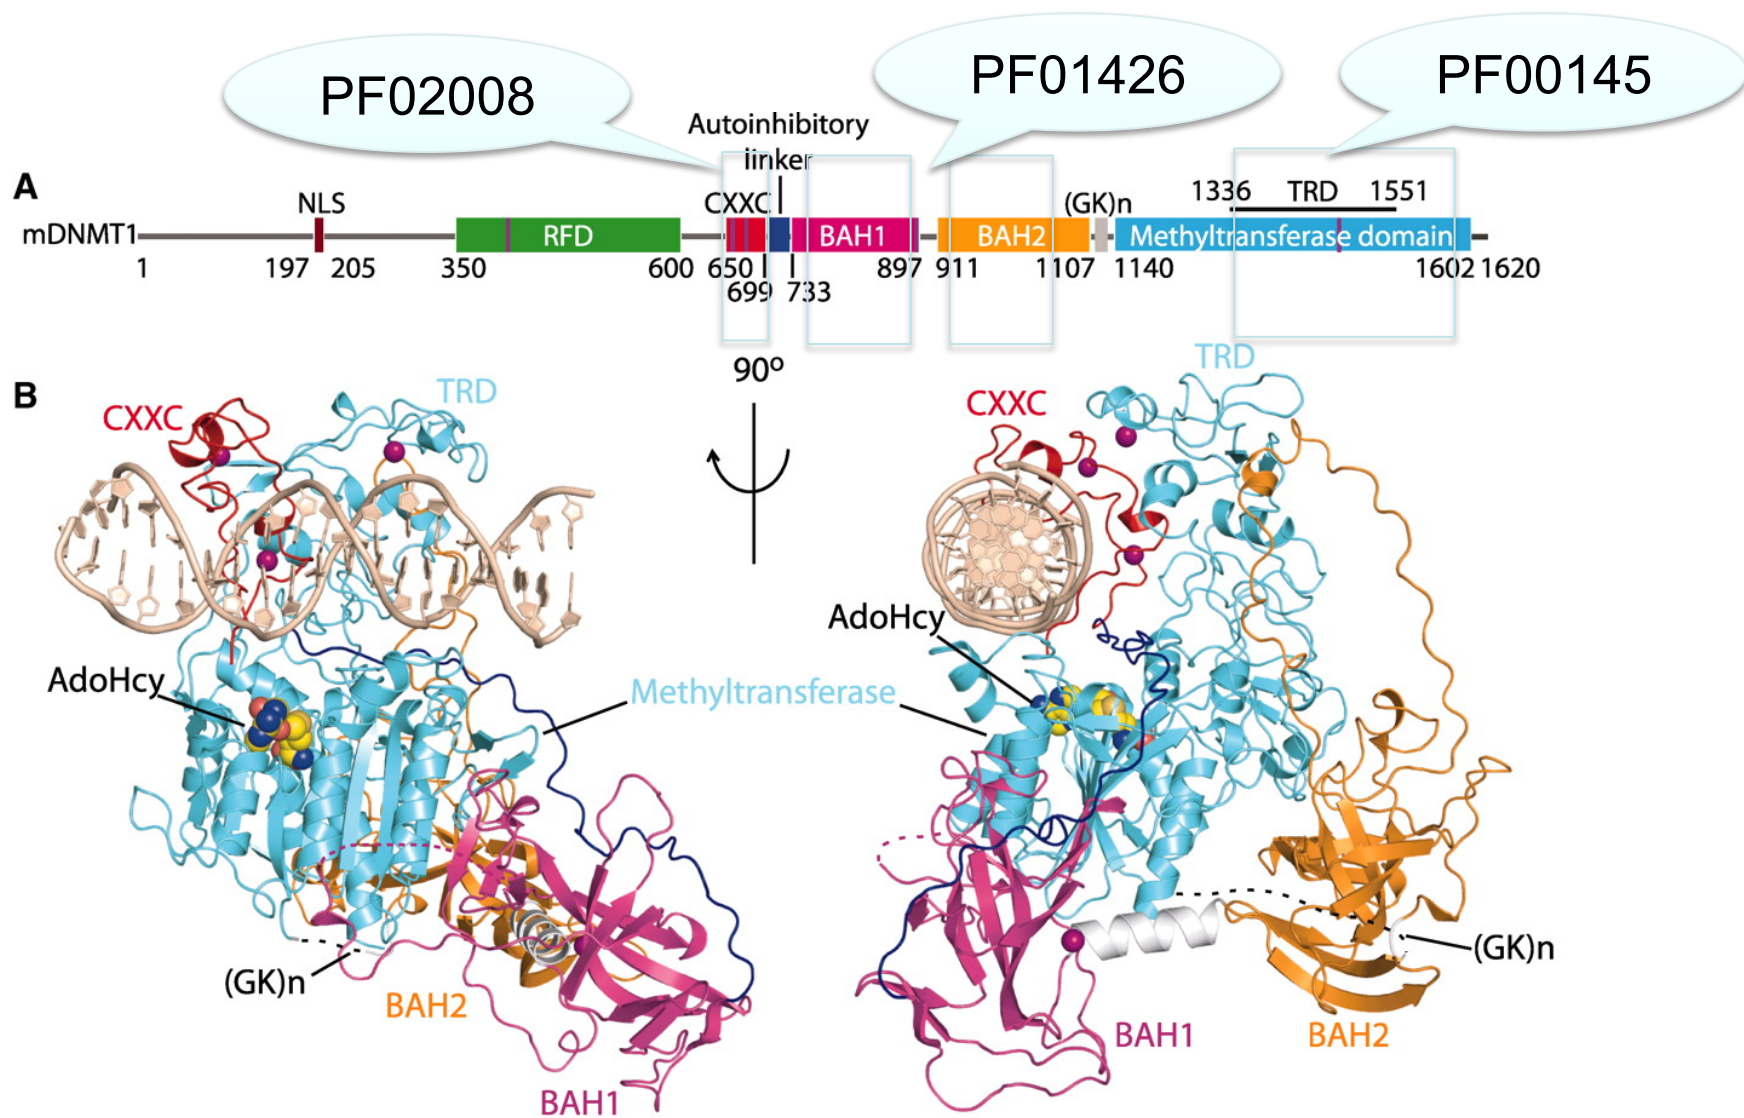 PF02008
PF01426
PF00145
Autoinhibitory
linker
A
NLS
CXXC
(GK)n
1336 TRD 1551
mDNMT1
RFD
BAH1
BAH2
Methyltransferase domain
1 197 205 350 600 650 897 911 1107 1140 1602 1620
699 733
90º
B
CXXC
TRD
CXXC
TRD
AdoHcy
AdoHcy
Methyltransferase
(GK)n
BAH2
BAH1
(GK)n
BAH1
BAH2